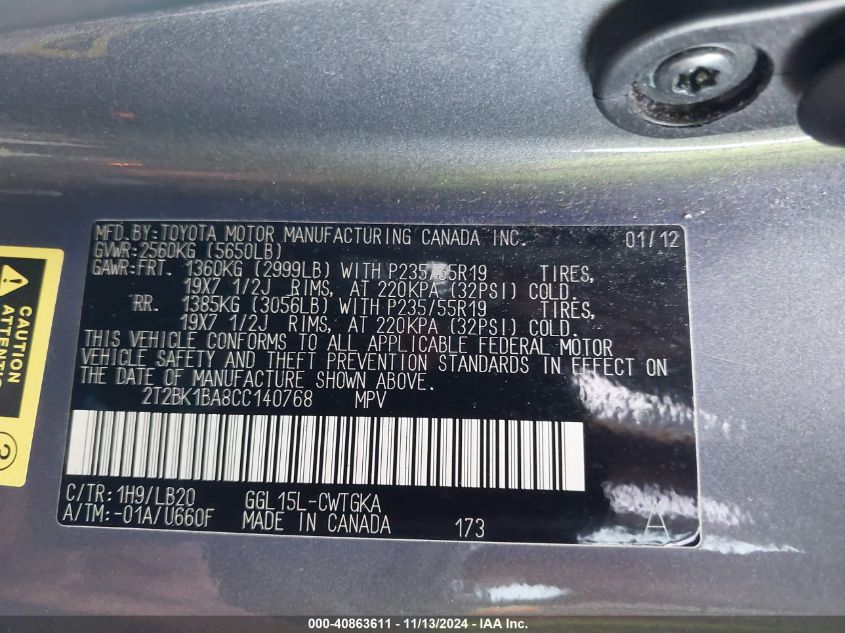 MFD.BY:TOYOTA MOTOR MANUFACTURING CANADA INC. 01/12
GVWR:2560KG (5650LB)
GAWR:FRT. 1360KG (2999LB) WITH P235/55R19 TIRES,
19X7 1/2J RIMS, AT 220KPA (32PSI) COLD.
RR. 1385KG (3056LB) WITH P235/55R19 TIRES,
19X7 1/2J RIMS, AT 220KPA (32PSI) COLD.
THIS VEHICLE CONFORMS TO ALL APPLICABLE FEDERAL MOTOR
VEHICLE SAFETY AND THEFT PREVENTION STANDARDS IN EFFECT ON
THE DATE OF MANUFACTURE SHOWN ABOVE.
2T2BK1BA8CC140768 MPV
C/TR:1H9/LB20 GGL15L-CWTGKA
A/TM:-01A/U660F MADE IN CANADA 173 A
CAUTION
ATTENTION
2
000-40863611 - 11/13/2024 - IAA Inc.